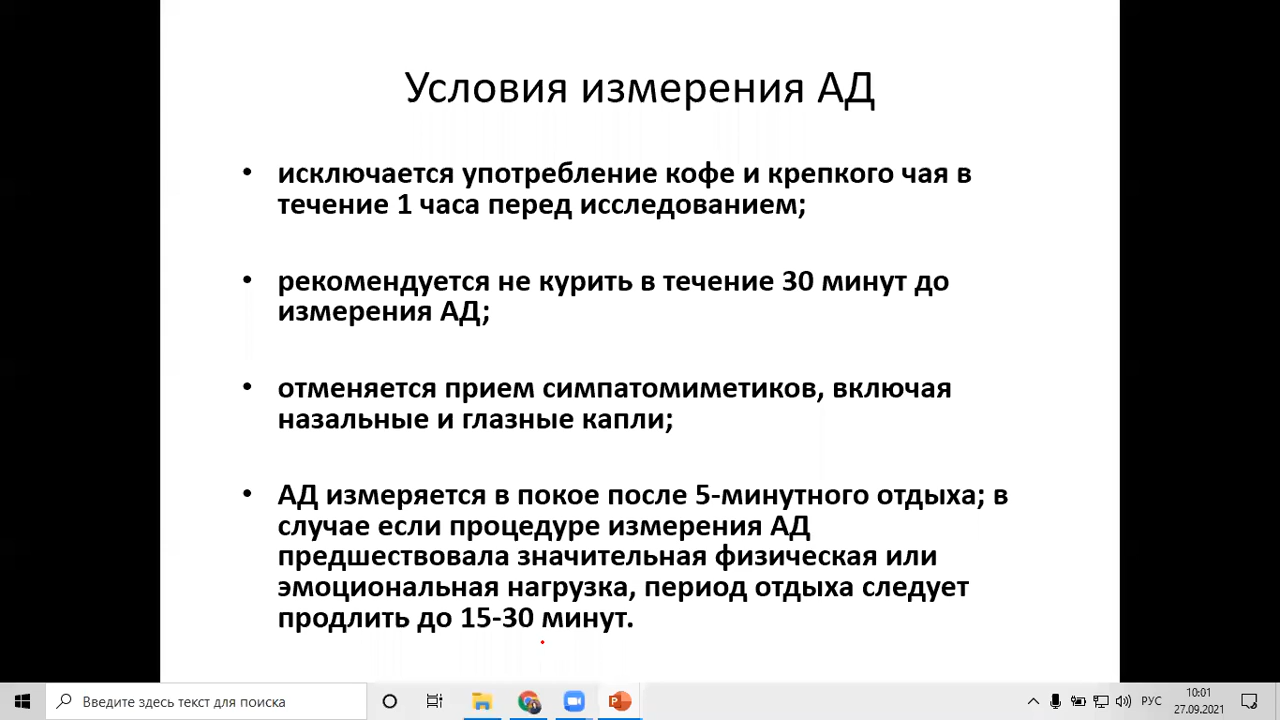 Условия измерения АД
• исключается употребление кофе и крепкого чая в
течение 1 часа перед исследованием;
• рекомендуется не курить в течение 30 минут до
измерения АД;
• отменяется прием симпатомиметиков, включая
назальные и глазные капли;
• АД измеряется в покое после 5-минутного отдыха; в
случае если процедуре измерения АД
предшествовала значительная физическая или
эмоциональная нагрузка, период отдыха следует
продлить до 15-30 минут.
Введите здесь текст для поиска
РУС
10:01
27.09.2021